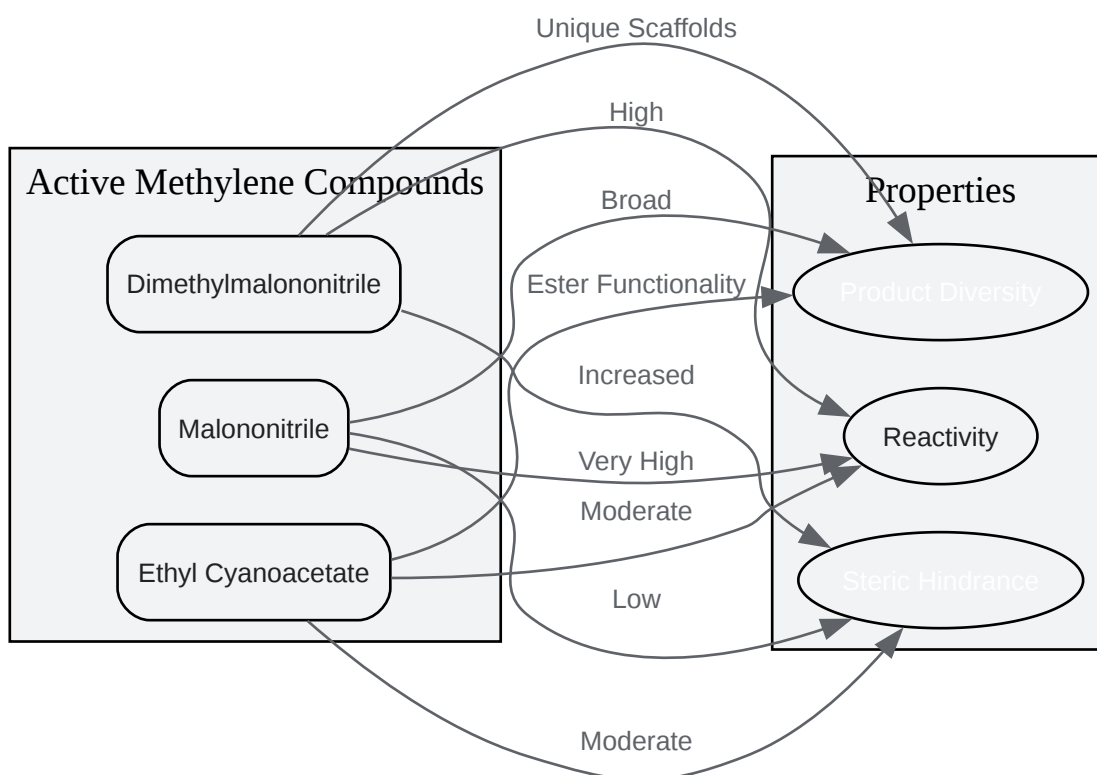 Unique Scaffolds
High
Active Methylene Compounds
Properties
Broad
Dimethylmalononitrile
Ester Functionality
Product Diversity
Increased
Malononitrile
Reactivity
Very High
Moderate
Ethyl Cyanoacetate
Steric Hindrance
Low
Moderate